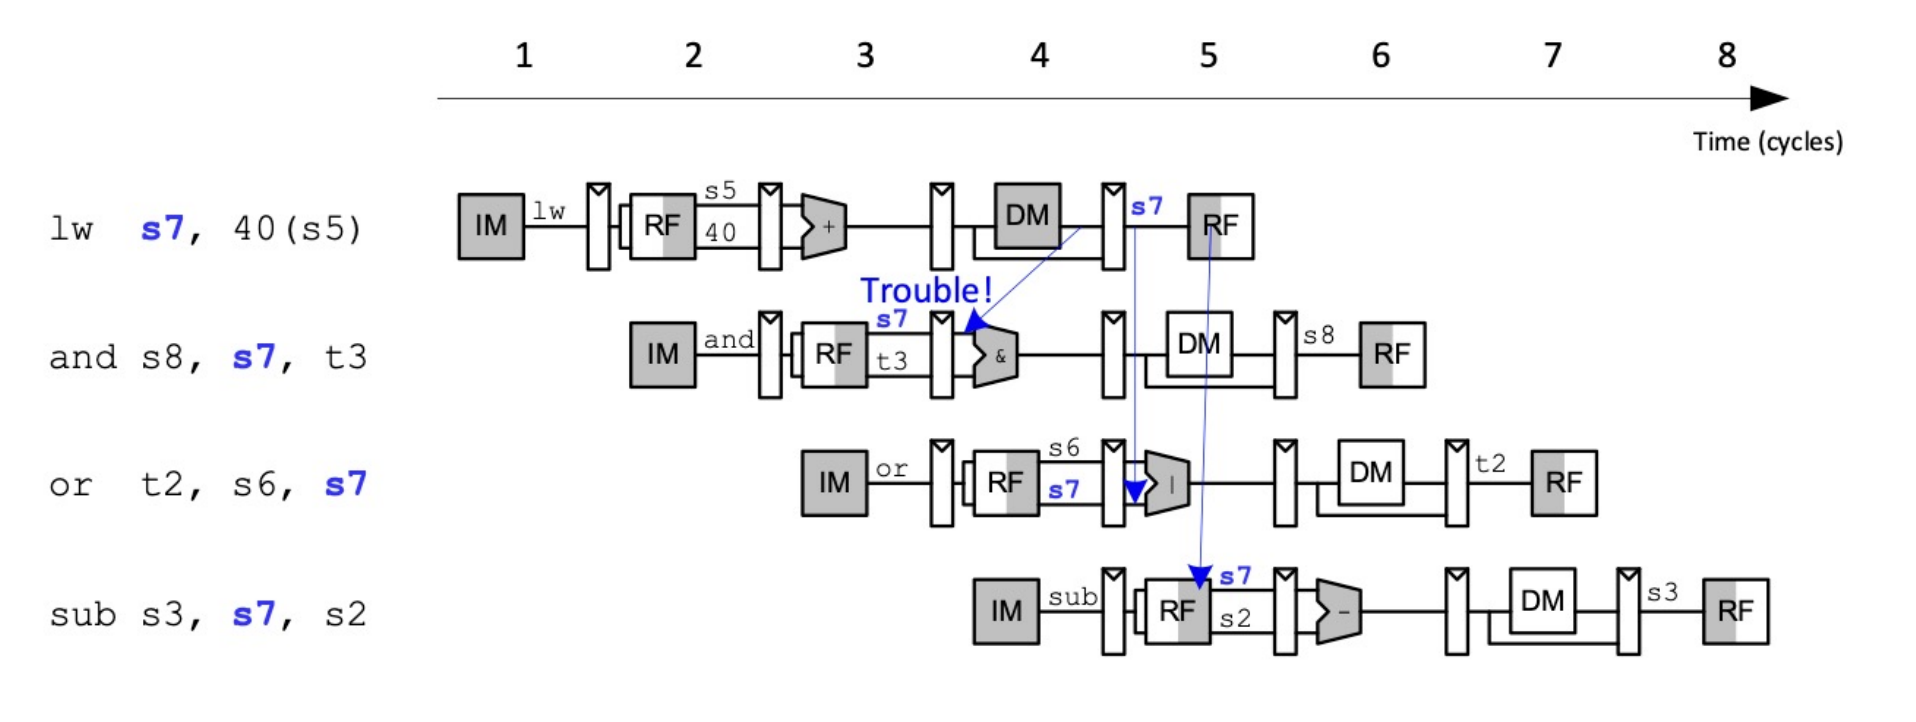 1 2 3 4 5 6 7 8
Time (cycles)
lw s7, 40(s5) IM lw RF s5 40 + DM s7 RF
Trouble!
and s8, s7, t3 IM and RF s7 t3 & DM s8 RF
or t2, s6, s7 IM or RF s6 s7 | DM t2 RF
sub s3, s7, s2 IM sub RF s7 s2 - DM s3 RF